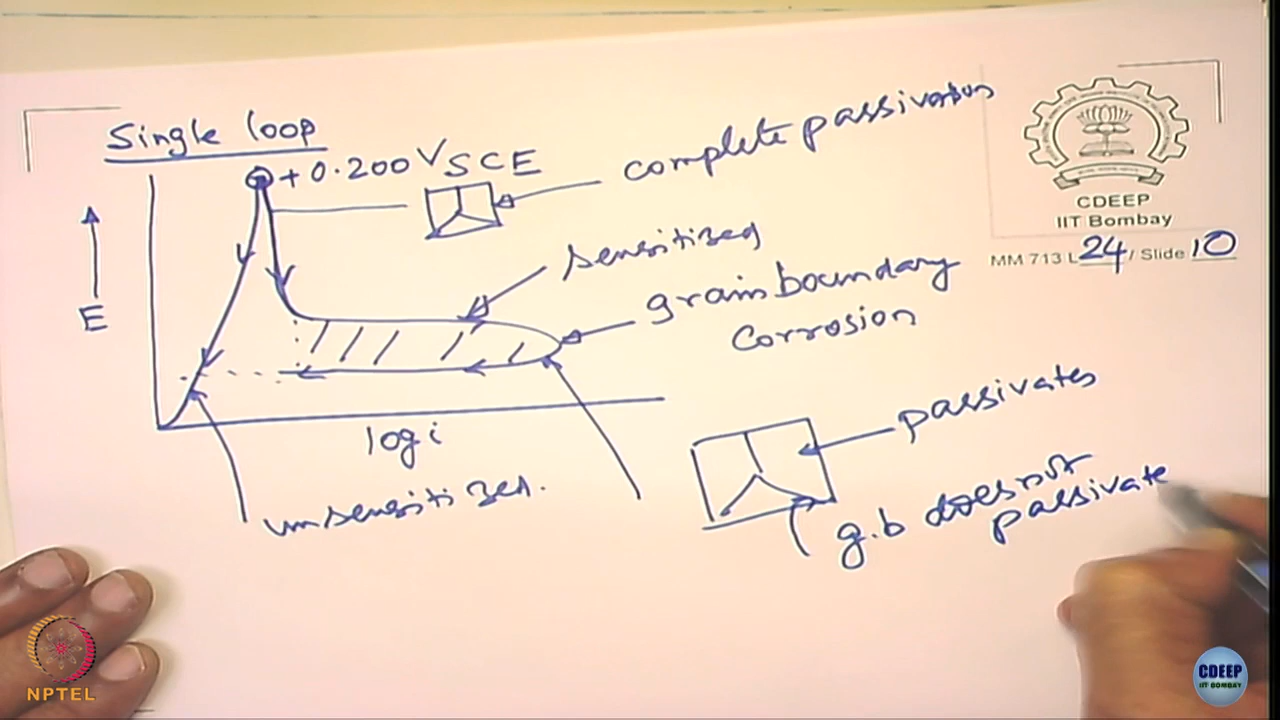 Single loop
+0.200 V SCE
complete passivation
sensitized
grain boundary
corrosion
E
log i
unsensitized.
passivates
g.b does not
passivate
CDEEP
IIT Bombay
MM 713 L 24 / Slide 10
NPTEL
CDEEP
IIT BOMBAY